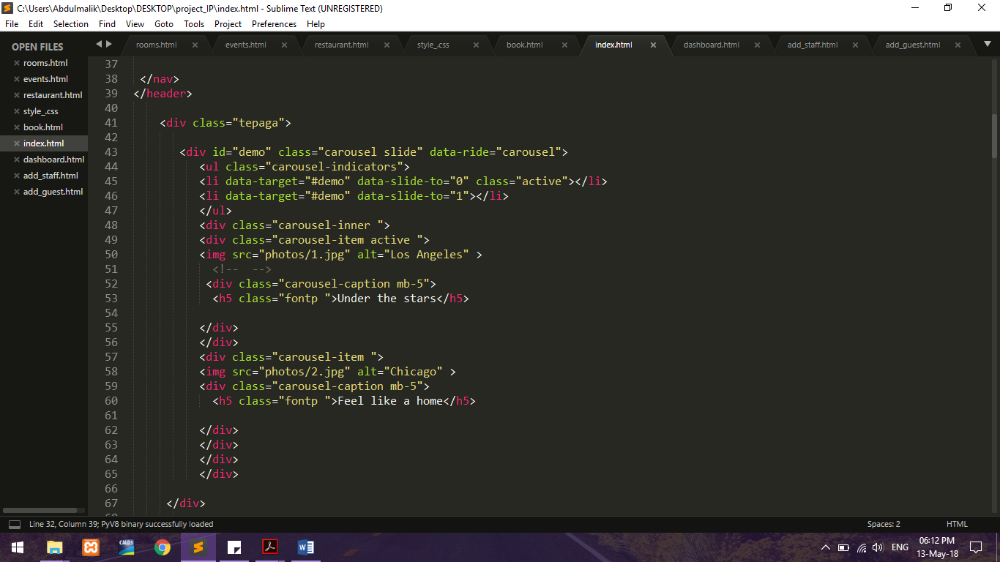 C:\Users\Abdulmalik\Desktop\DESKTOP\project_IP\index.html - Sublime Text (UNREGISTERED)
File Edit Selection Find View Goto Tools Project Preferences Help
OPEN FILES
rooms.html
events.html
restaurant.html
style_.css
book.html
index.html
dashboard.html
add_staff.html
add_guest.html
rooms.html events.html restaurant.html style_.css book.html index.html dashboard.html add_staff.html add_guest.html
37
38 </nav>
39 </header>
40
41 <div class="tepaga">
42
43 <div id="demo" class="carousel slide" data-ride="carousel">
44 <ul class="carousel-indicators">
45 <li data-target="#demo" data-slide-to="0" class="active"></li>
46 <li data-target="#demo" data-slide-to="1"></li>
47 </ul>
48 <div class="carousel-inner ">
49 <div class="carousel-item active ">
50 <img src="photos/1.jpg" alt="Los Angeles" >
51 <!--  -->
52 <div class="carousel-caption mb-5">
53 <h5 class="fontp ">Under the stars</h5>
54
55 </div>
56 </div>
57 <div class="carousel-item ">
58 <img src="photos/2.jpg" alt="Chicago" >
59 <div class="carousel-caption mb-5">
60 <h5 class="fontp ">Feel like a home</h5>
61
62 </div>
63 </div>
64 </div>
65 </div>
66
67 </div>
Line 32, Column 39; PyV8 binary successfully loaded Spaces: 2 HTML
CALD3
ENG
06:12 PM
13-May-18